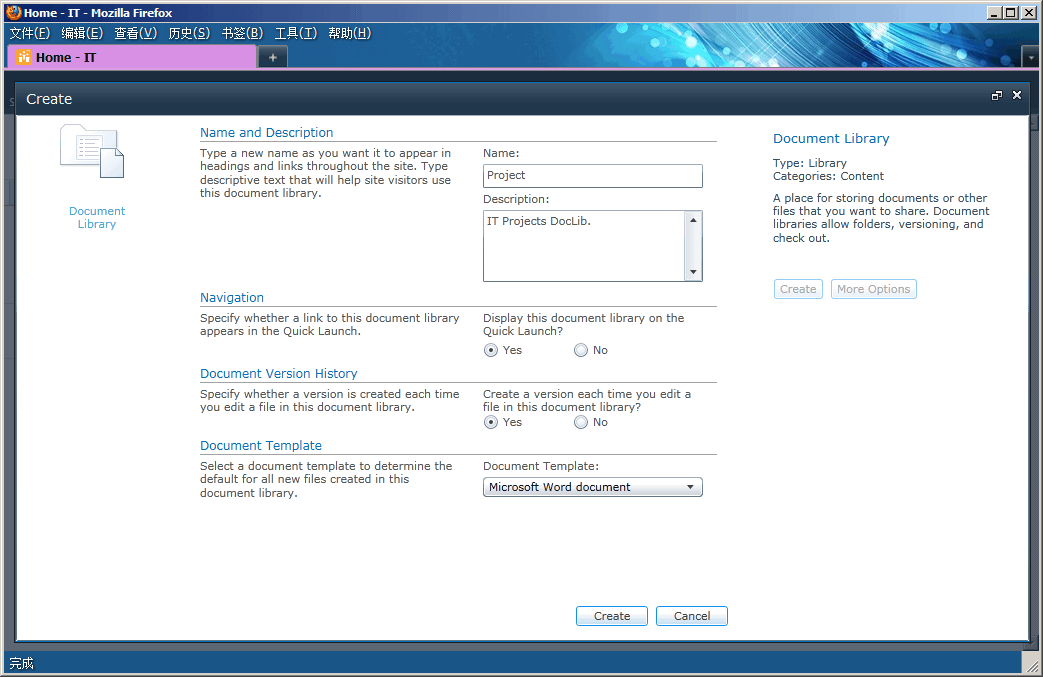 Home - IT - Mozilla Firefox
文件(F) 编辑(E) 查看(V) 历史(S) 书签(B) 工具(T) 帮助(H)
Home - IT
+
Create
Document
Library
Name and Description
Type a new name as you want it to appear in
headings and links throughout the site. Type
descriptive text that will help site visitors use
this document library.
Name:
Project
Description:
IT Projects DocLib.
Navigation
Specify whether a link to this document library
appears in the Quick Launch.
Display this document library on the
Quick Launch?
Yes No
Document Version History
Specify whether a version is created each time
you edit a file in this document library.
Create a version each time you edit a
file in this document library?
Yes No
Document Template
Select a document template to determine the
default for all new files created in this
document library.
Document Template:
Microsoft Word document
Create Cancel
Document Library
Type: Library
Categories: Content
A place for storing documents or other
files that you want to share. Document
libraries allow folders, versioning, and
check out.
Create More Options
完成